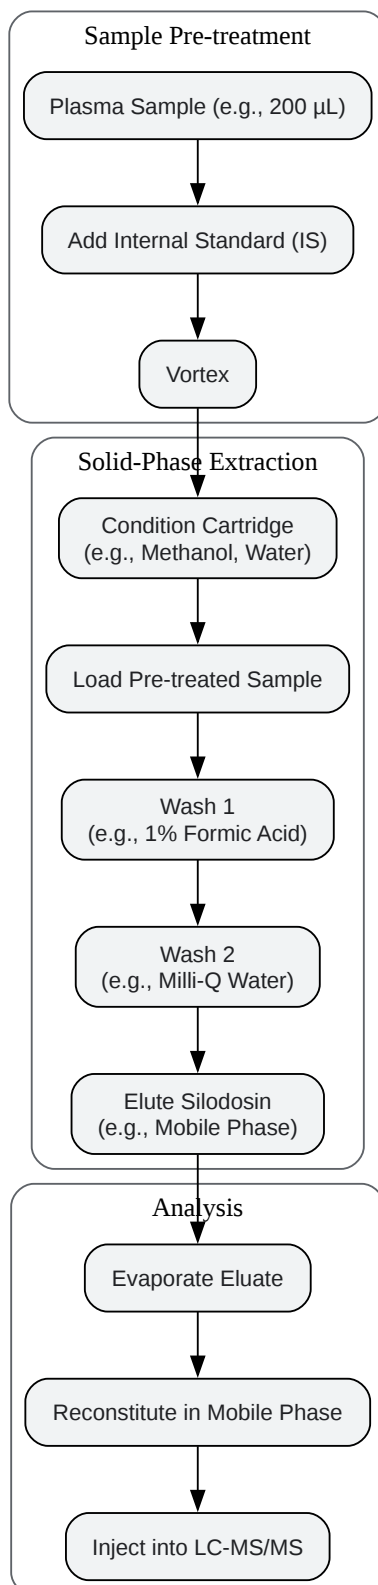 Sample Pre-treatment
Plasma Sample (e.g., 200 µL)
Add Internal Standard (IS)
Vortex
Solid-Phase Extraction
Condition Cartridge
(e.g., Methanol, Water)
Load Pre-treated Sample
Wash 1
(e.g., 1% Formic Acid)
Wash 2
(e.g., Milli-Q Water)
Elute Silodosin
(e.g., Mobile Phase)
Analysis
Evaporate Eluate
Reconstitute in Mobile Phase
Inject into LC-MS/MS